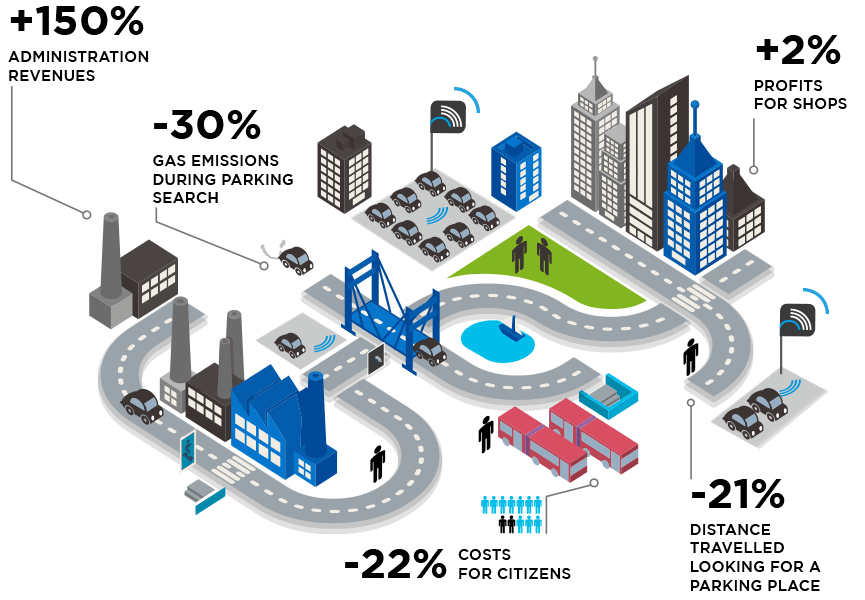 +150%
ADMINISTRATION
REVENUES
-30%
GAS EMISSIONS
DURING PARKING
SEARCH
+2%
PROFITS
FOR SHOPS
-22%
COSTS
FOR CITIZENS
-21%
DISTANCE
TRAVELLED
LOOKING FOR A
PARKING PLACE